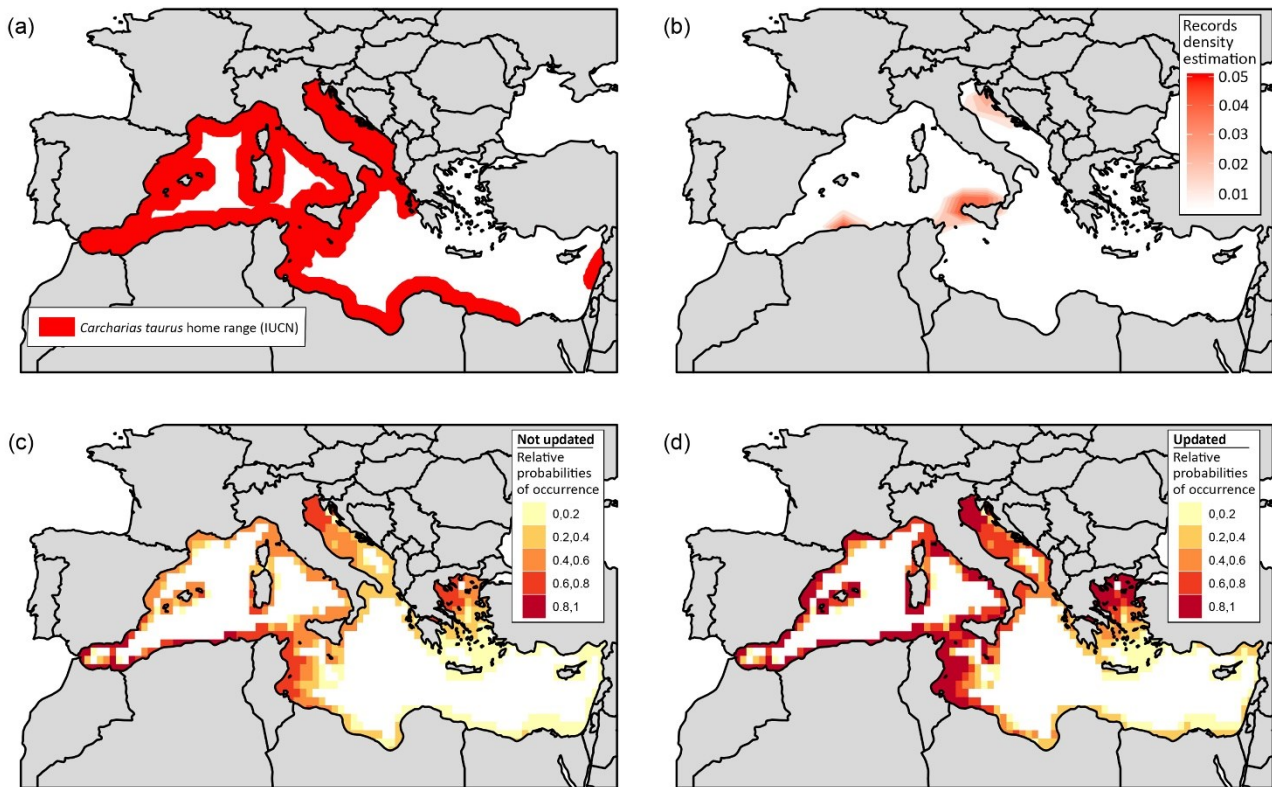 (a)
Carcharias taurus home range (IUCN)
(b)
Records
density
estimation
0.05
0.04
0.03
0.02
0.01
(c)
Not updated
Relative
probabilities
of occurrence
0,0.2
0.2,0.4
0.4,0.6
0.6,0.8
0.8,1
(d)
Updated
Relative
probabilities
of occurrence
0,0.2
0.2,0.4
0.4,0.6
0.6,0.8
0.8,1